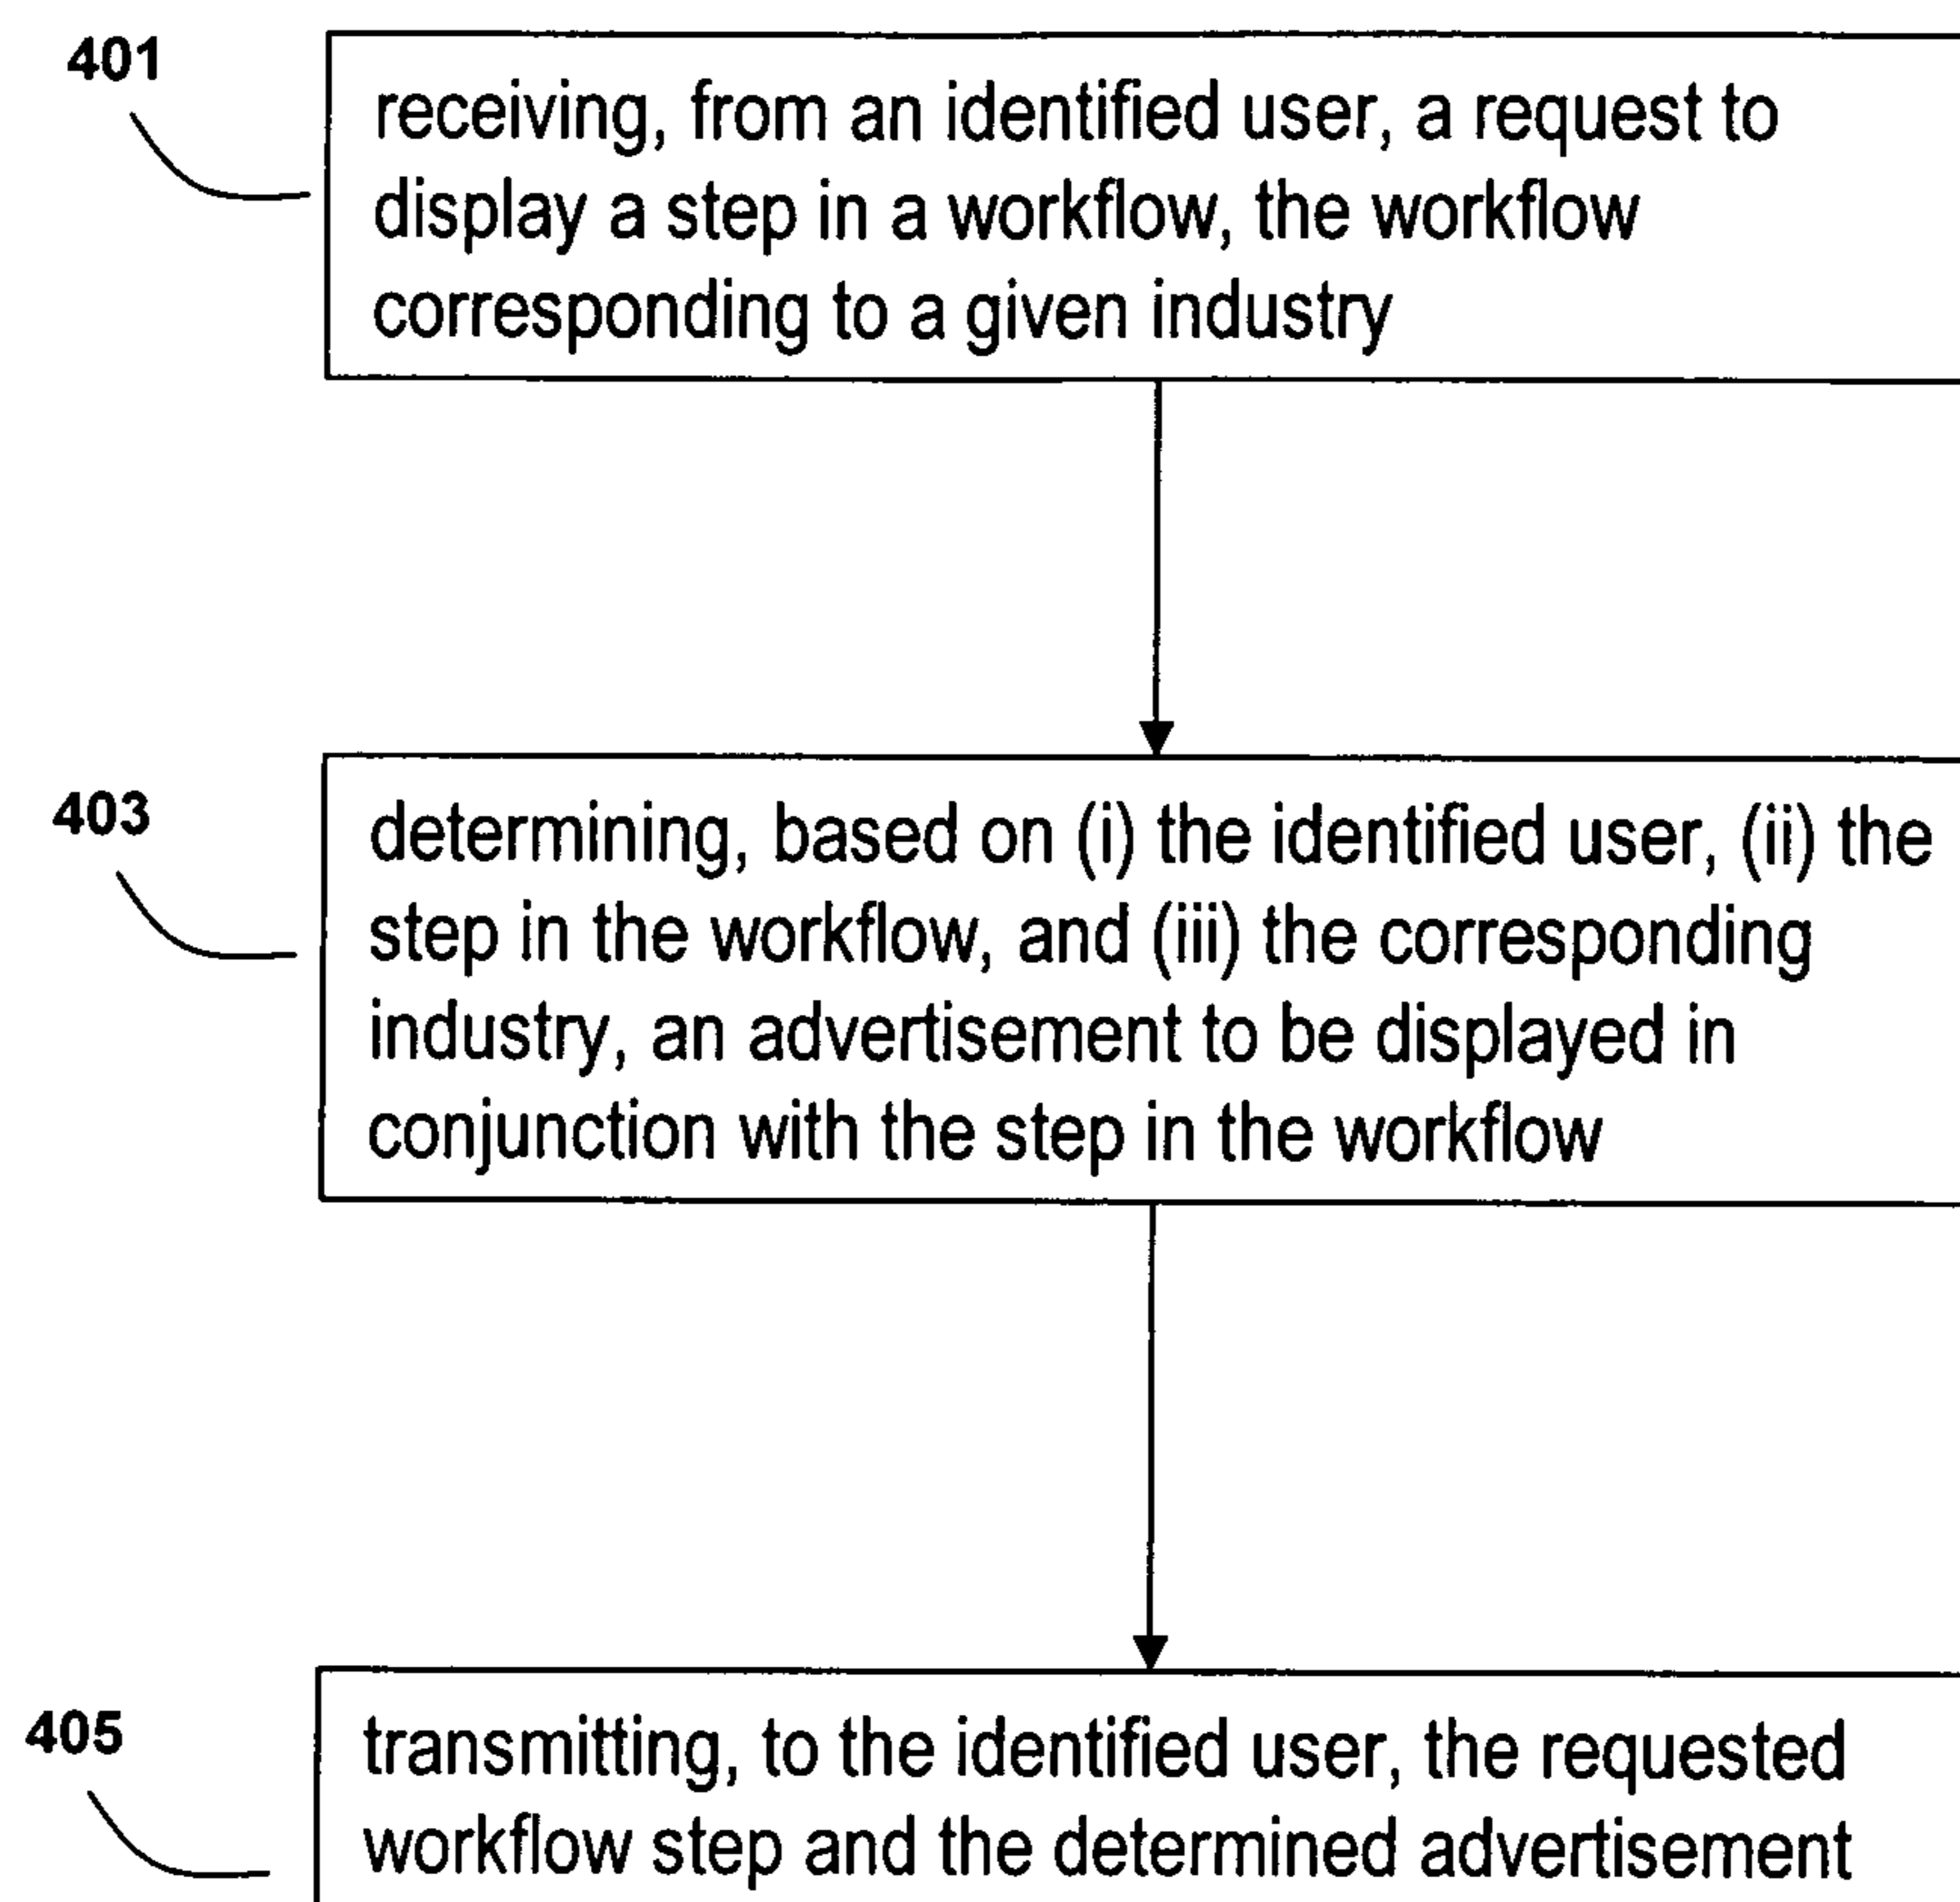 401
receiving, from an identified user, a request to
display a step in a workflow, the workflow
corresponding to a given industry
403
determining, based on (i) the identified user, (ii) the
step in the workflow, and (iii) the corresponding
industry, an advertisement to be displayed in
conjunction with the step in the workflow
405
transmitting, to the identified user, the requested
workflow step and the determined advertisement